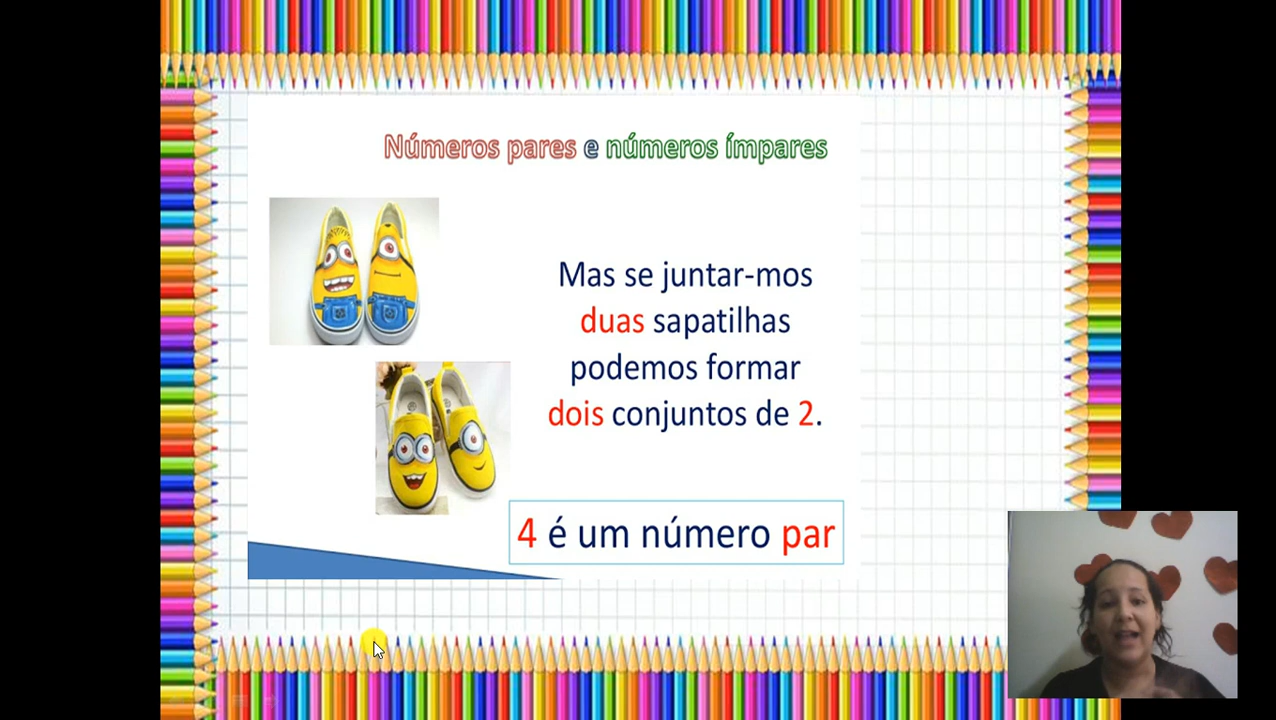 Números pares e números ímpares
Mas se juntar-mos
duas sapatilhas
podemos formar
dois conjuntos de 2.
4 é um número par